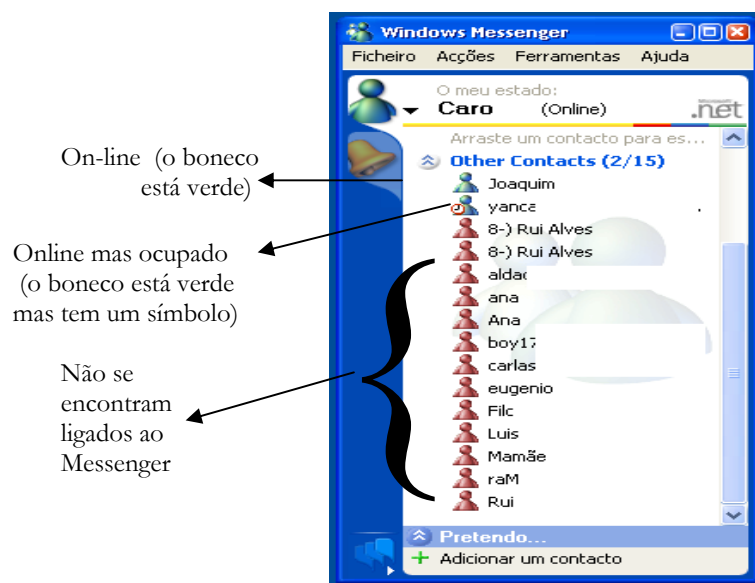 Windows Messenger
Ficheiro Acções Ferramentas Ajuda
O meu estado:
Caro (Online)
Microsoft
.net
Arraste um contacto para es...
Other Contacts (2/15)
Joaquim
yanca
8-) Rui Alves
8-) Rui Alves
aldac
ana
Ana
boy17
carlas
eugenio
Filc
Luis
Mamãe
raM
Rui
Pretendo...
+ Adicionar um contacto
On-line (o boneco
está verde)
Online mas ocupado
(o boneco está verde
mas tem um símbolo)
Não se
encontram
ligados ao
Messenger